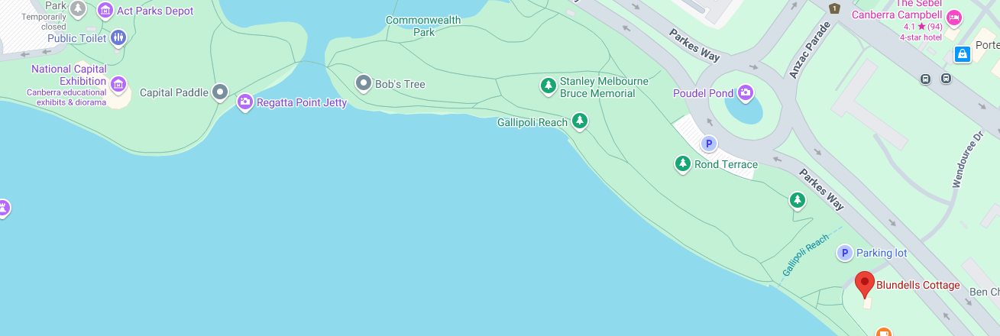 Park
Temporarily
closed
Act Parks Depot
Public Toilet
National Capital
Exhibition
Canberra educational
exhibits & diorama
Capital Paddle
Regatta Point Jetty
Commonwealth
Park
Bob's Tree
Stanley Melbourne
Bruce Memorial
Gallipoli Reach
Parkes Way
Anzac Parade
1
The Sebel
Canberra Campbell
4.1 ★ (94)
4-star hotel
Porte
Poudel Pond
P
Rond Terrace
Parkes Way
Wendouree Dr
Gallipoli Reach
P
Parking lot
Blundells Cottage
Ben Ch